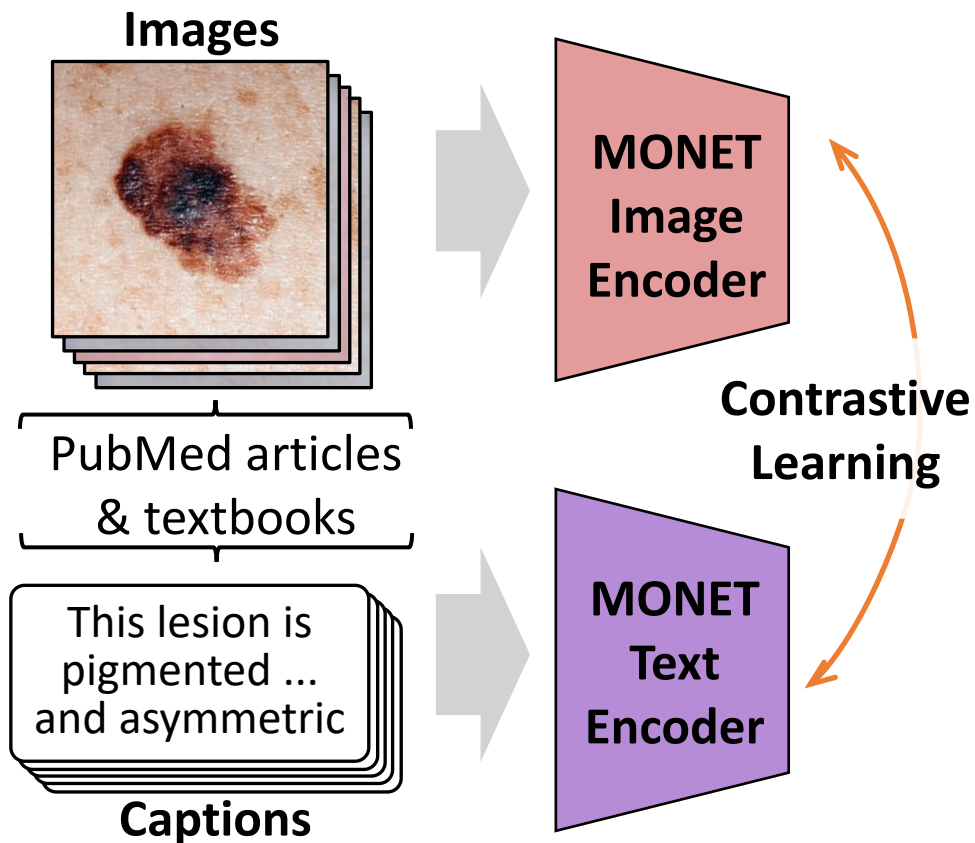 Images
MONET
Image
Encoder
Contrastive
Learning
PubMed articles
& textbooks
This lesion is
pigmented ...
and asymmetric
Captions
MONET
Text
Encoder